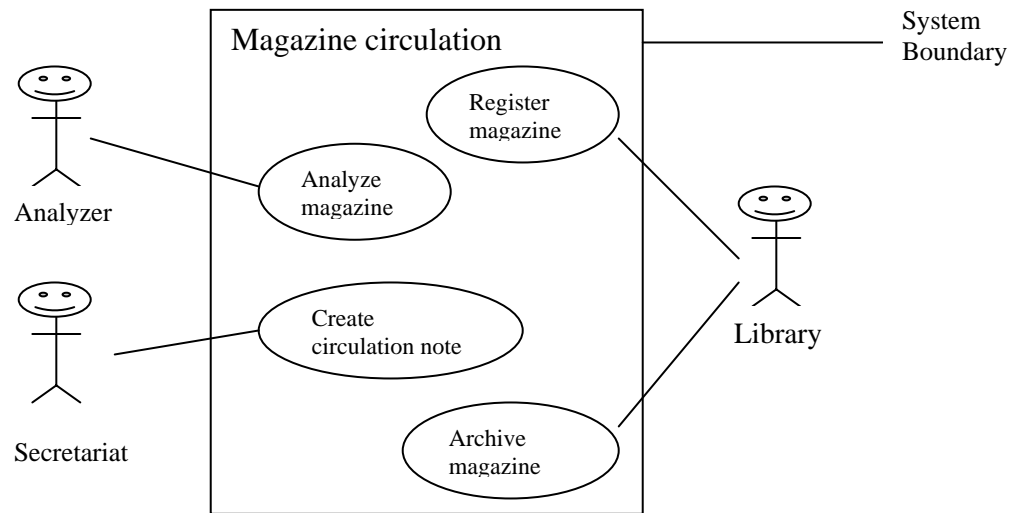 Magazine circulation
System
Boundary
Register
magazine
Analyze
magazine
Analyzer
Create
circulation note
Library
Archive
magazine
Secretariat